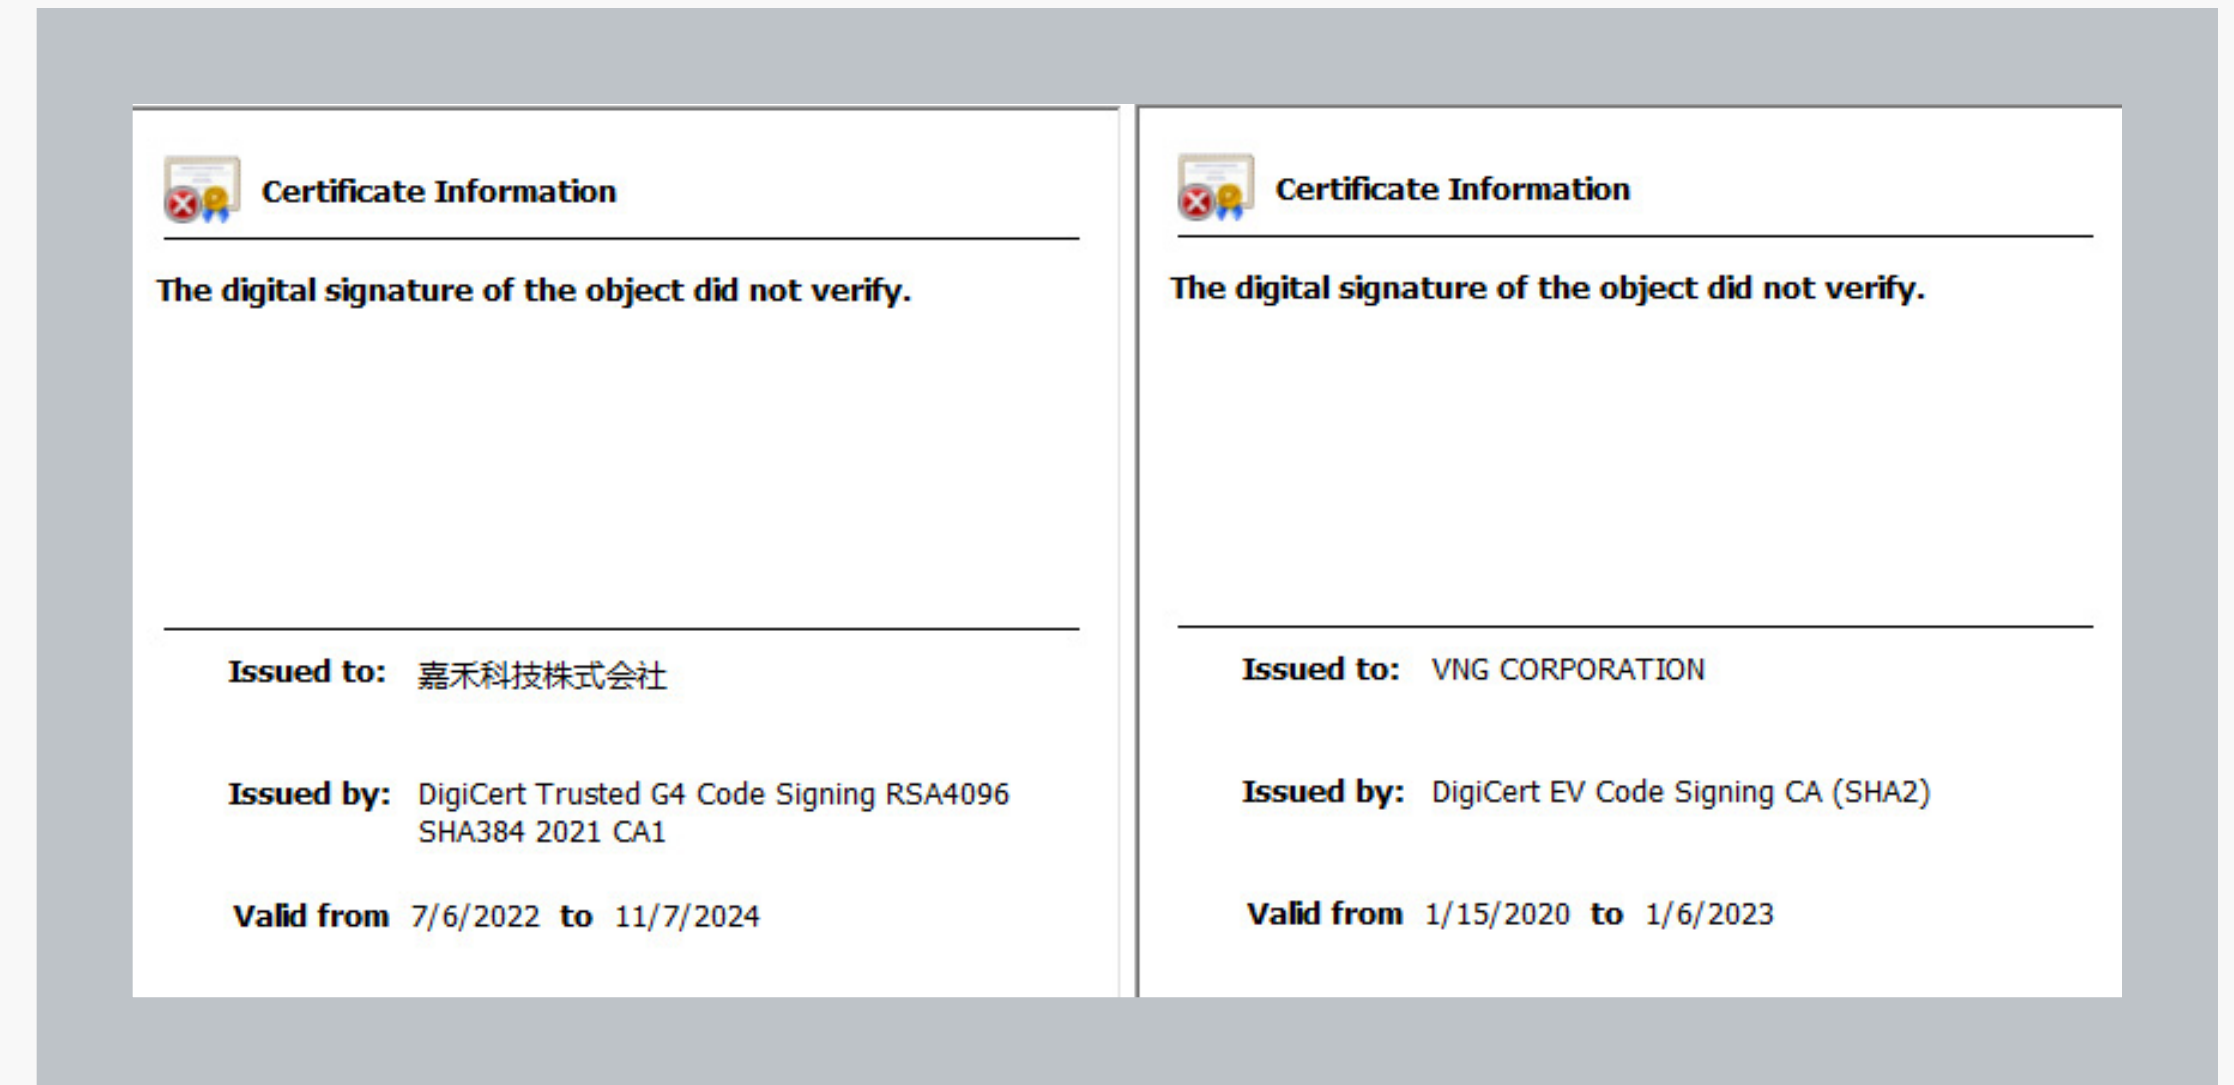 Certificate Information
The digital signature of the object did not verify.
Issued to: 嘉禾科技株式会社
Issued by: DigiCert Trusted G4 Code Signing RSA4096
SHA384 2021 CA1
Valid from 7/6/2022 to 11/7/2024
Certificate Information
The digital signature of the object did not verify.
Issued to: VNG CORPORATION
Issued by: DigiCert EV Code Signing CA (SHA2)
Valid from 1/15/2020 to 1/6/2023